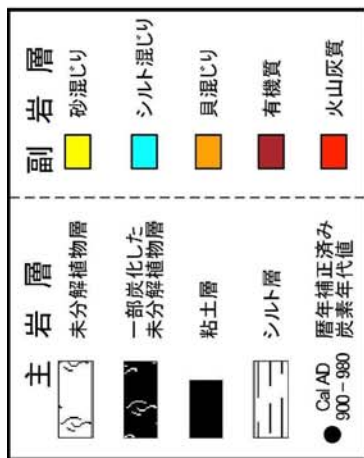 主 岩 層
未分解植物層
一部炭化した
未分解植物層
粘土層
シルト層
Cal AD
900－980
暦年補正済み
炭素年代値
副 岩 層
砂混じり
シルト混じり
貝混じり
有機質
火山灰質